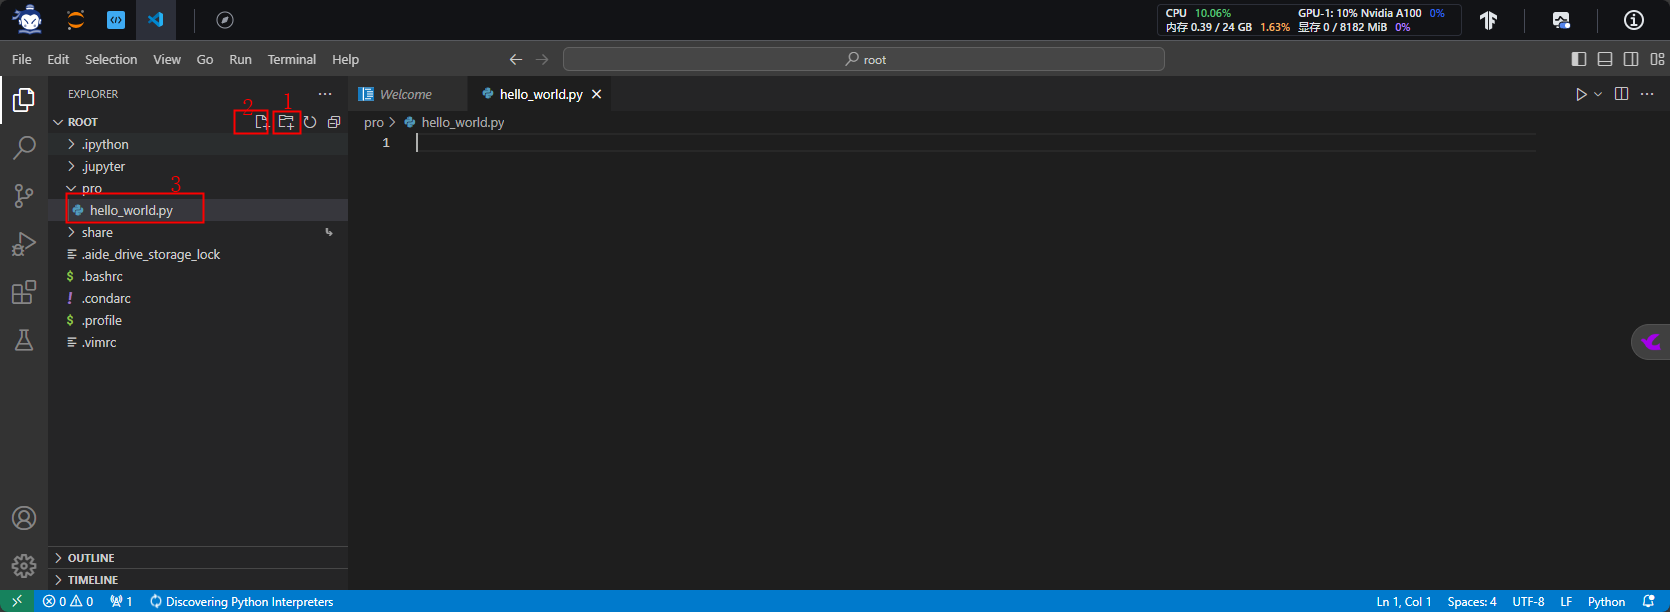 CPU 10.06% GPU-1: 10% Nvidia A100 0%
内存 0.39 / 24 GB 1.63% 显存 0 / 8182 MiB 0%
File Edit Selection View Go Run Terminal Help
root
EXPLORER
Welcome
hello_world.py
2 1
ROOT
pro > hello_world.py
1
.ipython
.jupyter
pro
3
hello_world.py
share
.aide_drive_storage_lock
$ .bashrc
! .condarc
$ .profile
.vimrc
OUTLINE
TIMELINE
0 0 1 Discovering Python Interpreters
Ln 1, Col 1 Spaces: 4 UTF-8 LF Python